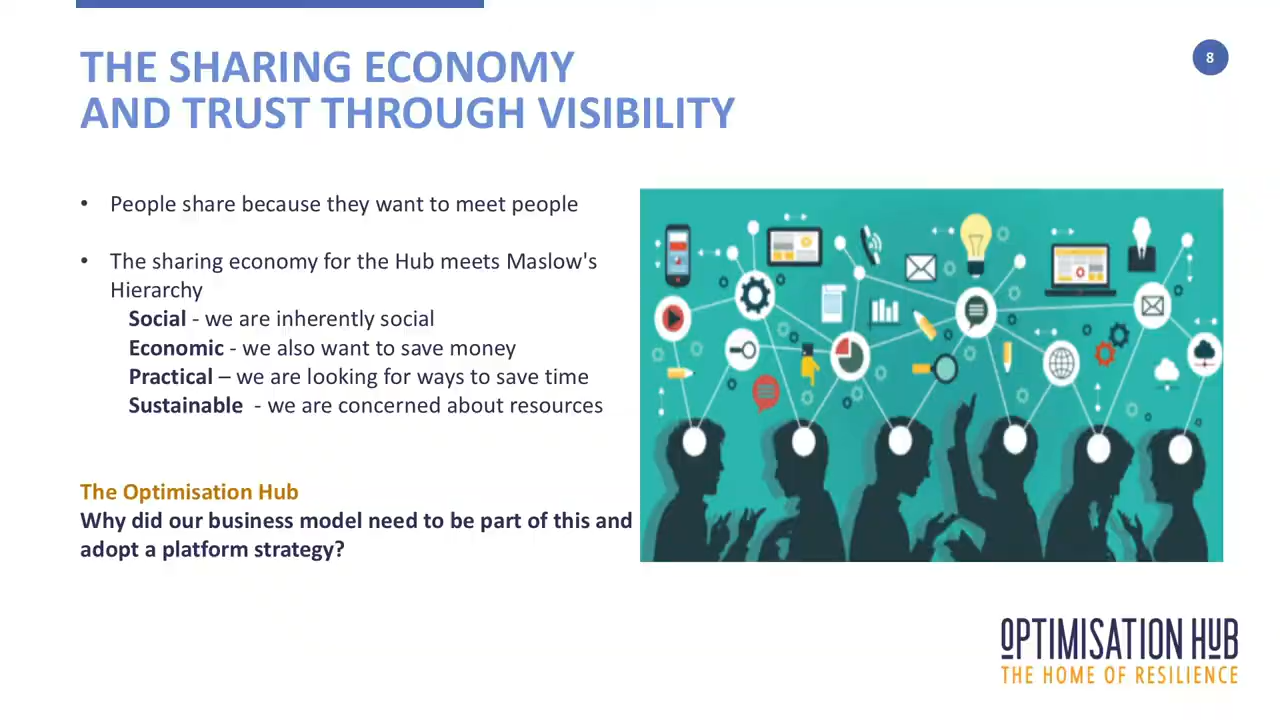 THE SHARING ECONOMY
AND TRUST THROUGH VISIBILITY
8
• People share because they want to meet people
• The sharing economy for the Hub meets Maslow's
Hierarchy
Social - we are inherently social
Economic - we also want to save money
Practical – we are looking for ways to save time
Sustainable - we are concerned about resources
The Optimisation Hub
Why did our business model need to be part of this and
adopt a platform strategy?
OPTIMISATION HUB
THE HOME OF RESILIENCE